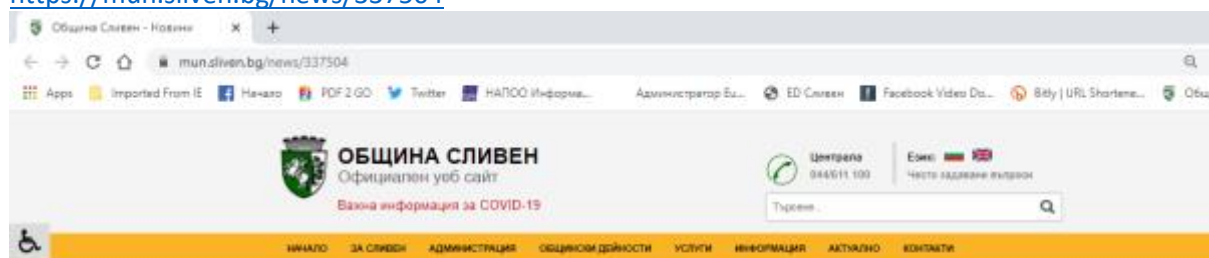 https://mun.sliven.bg/news/337504
Община Сливен - Новини
mun.sliven.bg/news/337504
Apps Imported From IE Начало PDF 2 GO Twitter НАПОО Информа... Администратор Бъ... ED Сливен Facebook Video Do... Bitly | URL Shortene... Общ
ОБЩИНА СЛИВЕН
Официален уеб сайт
Важна информация за COVID-19
Централа
044/611 100
Език:
Често задавани въпроси
Търсене...
НАЧАЛО ЗА СЛИВЕН АДМИНИСТРАЦИЯ ОБЩИНСКИ ДЕЙНОСТИ УСЛУГИ ИНФОРМАЦИЯ АКТУАЛНО КОНТАКТИ